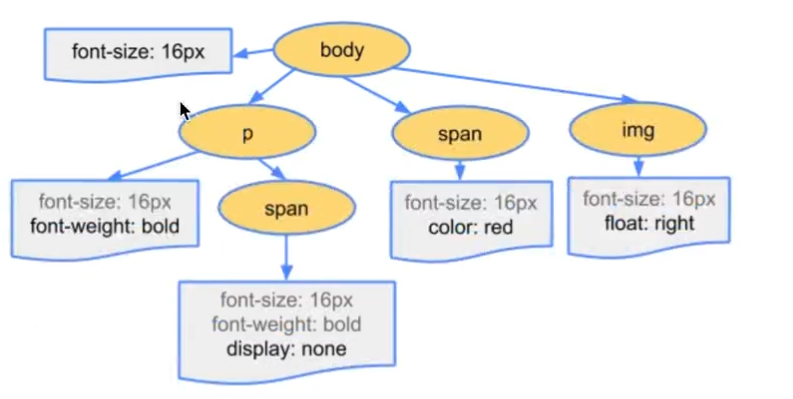 font-size: 16px
body
p
span
img
font-size: 16px
font-weight: bold
span
font-size: 16px
color: red
font-size: 16px
float: right
font-size: 16px
font-weight: bold
display: none